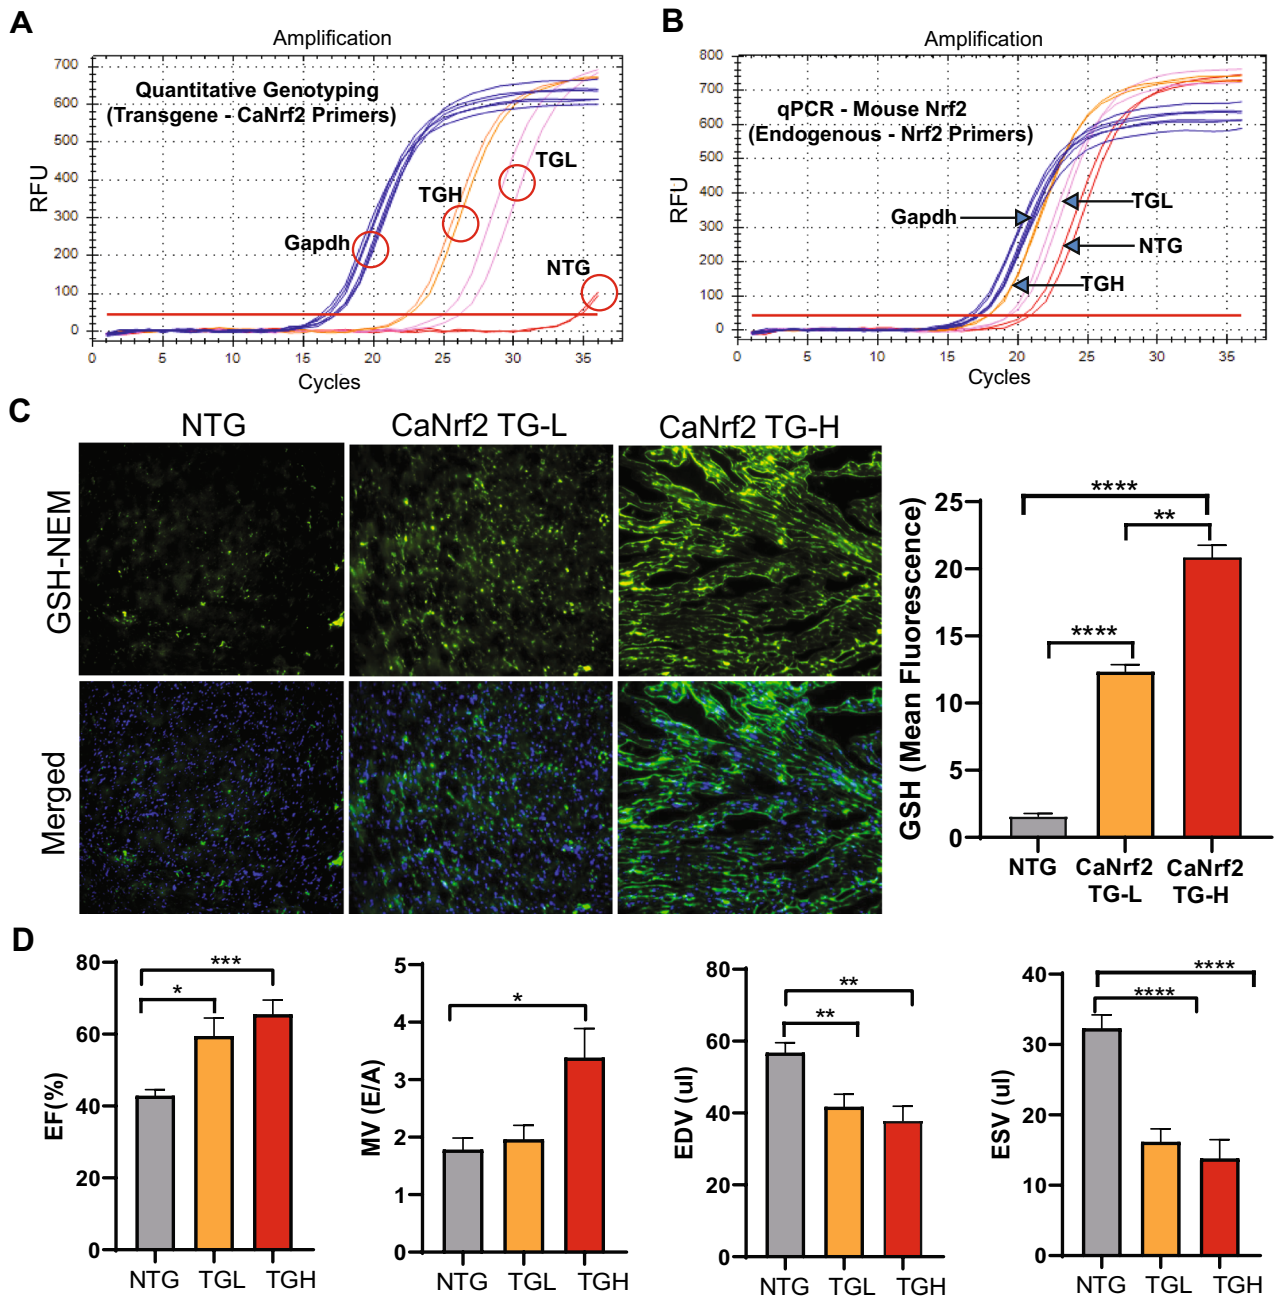 A
Amplification
Quantitative Genotyping
(Transgene - CaNrf2 Primers)
700
600
500
400
300
200
100
0
RFU
Gapdh
TGH
TGL
NTG
0
5
10
15
20
25
30
35
Cycles
B
Amplification
qPCR - Mouse Nrf2
(Endogenous - Nrf2 Primers)
800
700
600
500
400
300
200
100
0
RFU
Gapdh
TGL
NTG
TGH
0
5
10
15
20
25
30
35
Cycles
C
NTG
CaNrf2 TG-L
CaNrf2 TG-H
GSH-NEM
Merged
GSH (Mean Fluorescence)
25
20
15
10
5
0
****
**
****
NTG
CaNrf2
TG-L
CaNrf2
TG-H
D
EF(%)
80
60
40
20
0
***
*
NTG
TGL
TGH
MV (E/A)
5
4
3
2
1
0
*
NTG
TGL
TGH
EDV (ul)
80
60
40
20
0
**
**
NTG
TGL
TGH
ESV (ul)
40
30
20
10
0
****
****
NTG
TGL
TGH